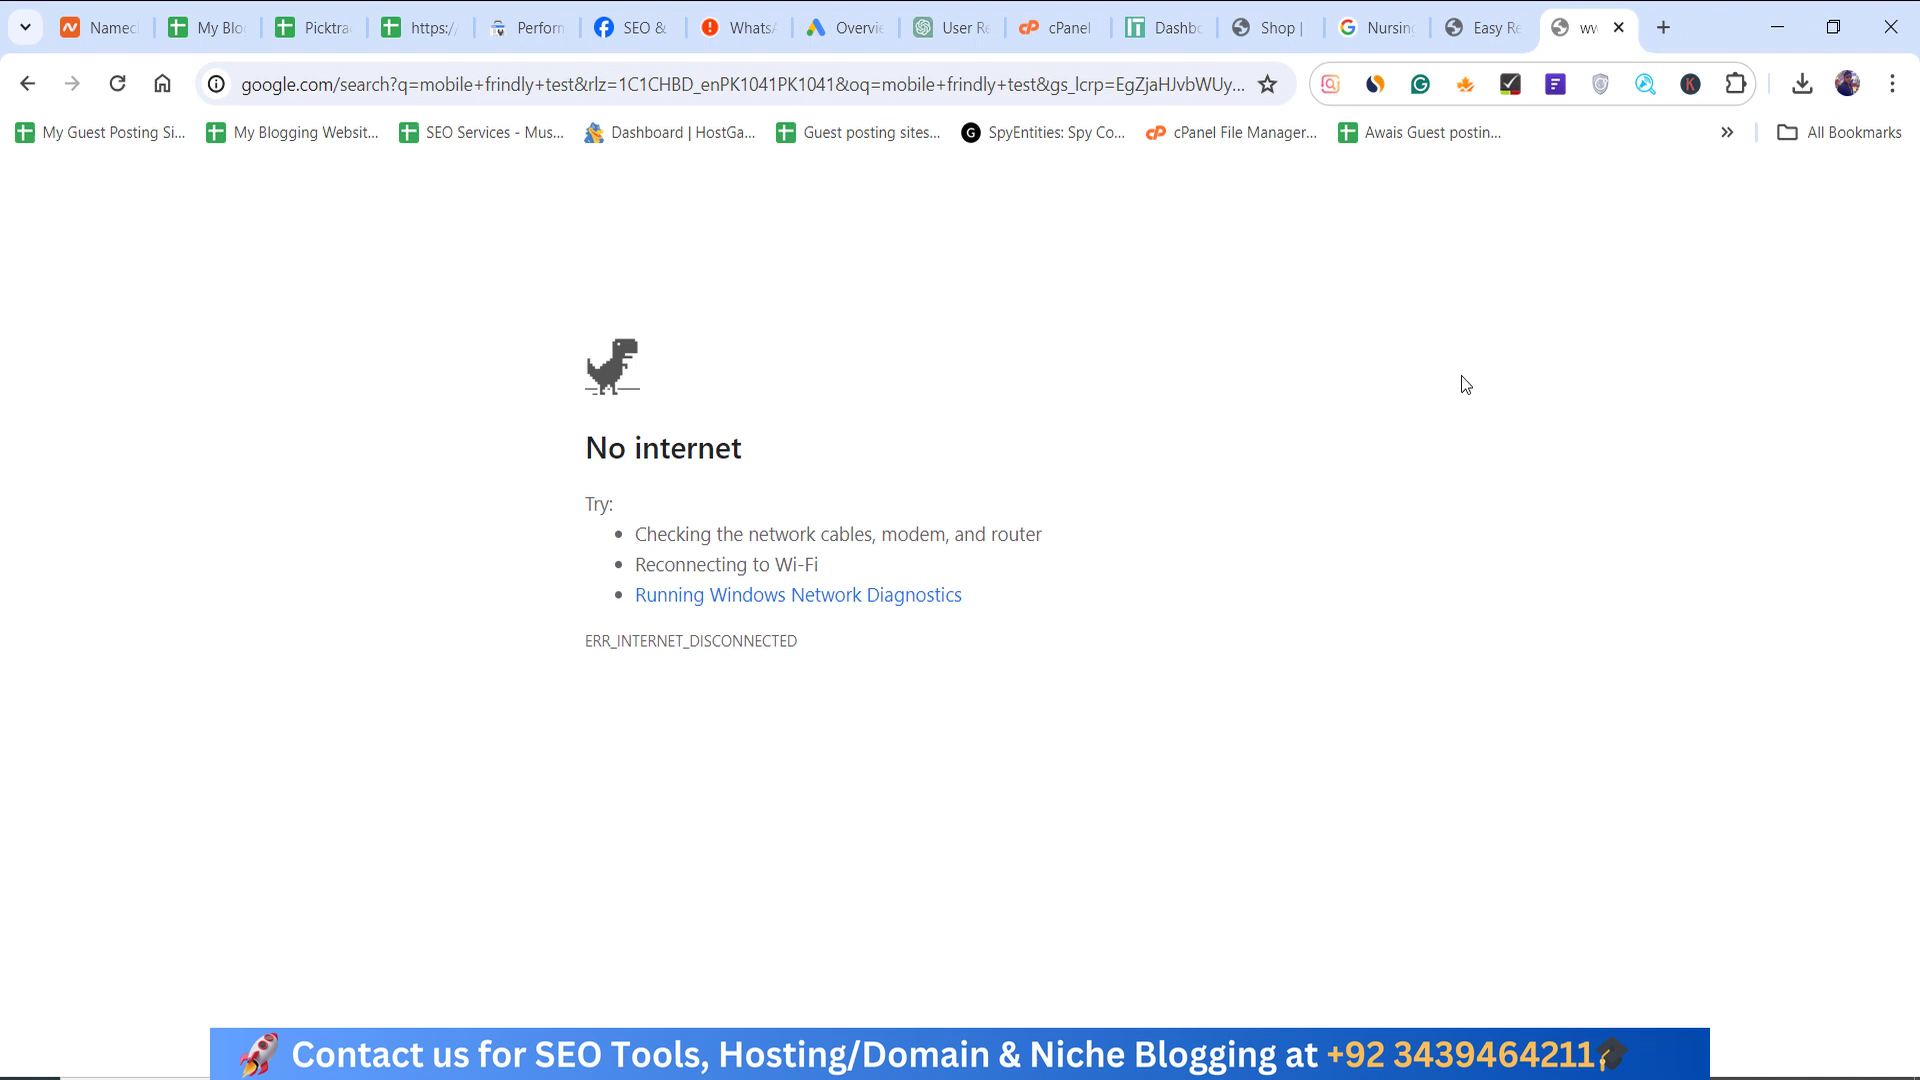 Namec
My Blo
Picktra
https:/
Perform
SEO &
Whats
Overvie
User Re
cPanel
Dashbo
Shop |
Nursing
Easy Re
ww
google.com/search?q=mobile+frindly+test&rlz=1C1CHBD_enPK1041PK1041&oq=mobile+frindly+test&gs_lcrp=EgZjaHJvbWUy...
My Guest Posting Si...
My Blogging Websit...
SEO Services - Mus...
Dashboard | HostGa...
Guest posting sites...
SpyEntities: Spy Co...
cPanel File Manager...
Awais Guest postin...
All Bookmarks
No internet
Try:
• Checking the network cables, modem, and router
• Reconnecting to Wi-Fi
• Running Windows Network Diagnostics
ERR_INTERNET_DISCONNECTED
Contact us for SEO Tools, Hosting/Domain & Niche Blogging at +92 3439464211